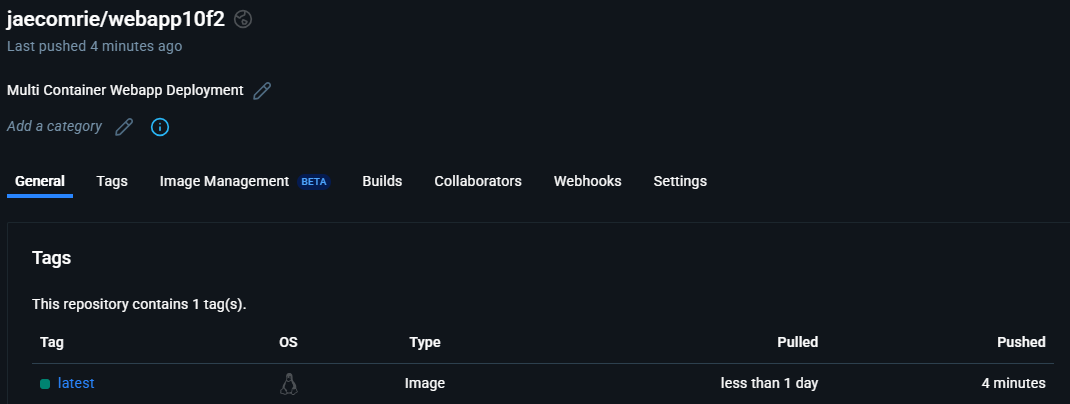 jaecomrie/webapp10f2
Last pushed 4 minutes ago
Multi Container Webapp Deployment
Add a category
General Tags Image Management BETA Builds Collaborators Webhooks Settings
Tags
This repository contains 1 tag(s).
Tag OS Type Pulled Pushed
latest Image less than 1 day 4 minutes